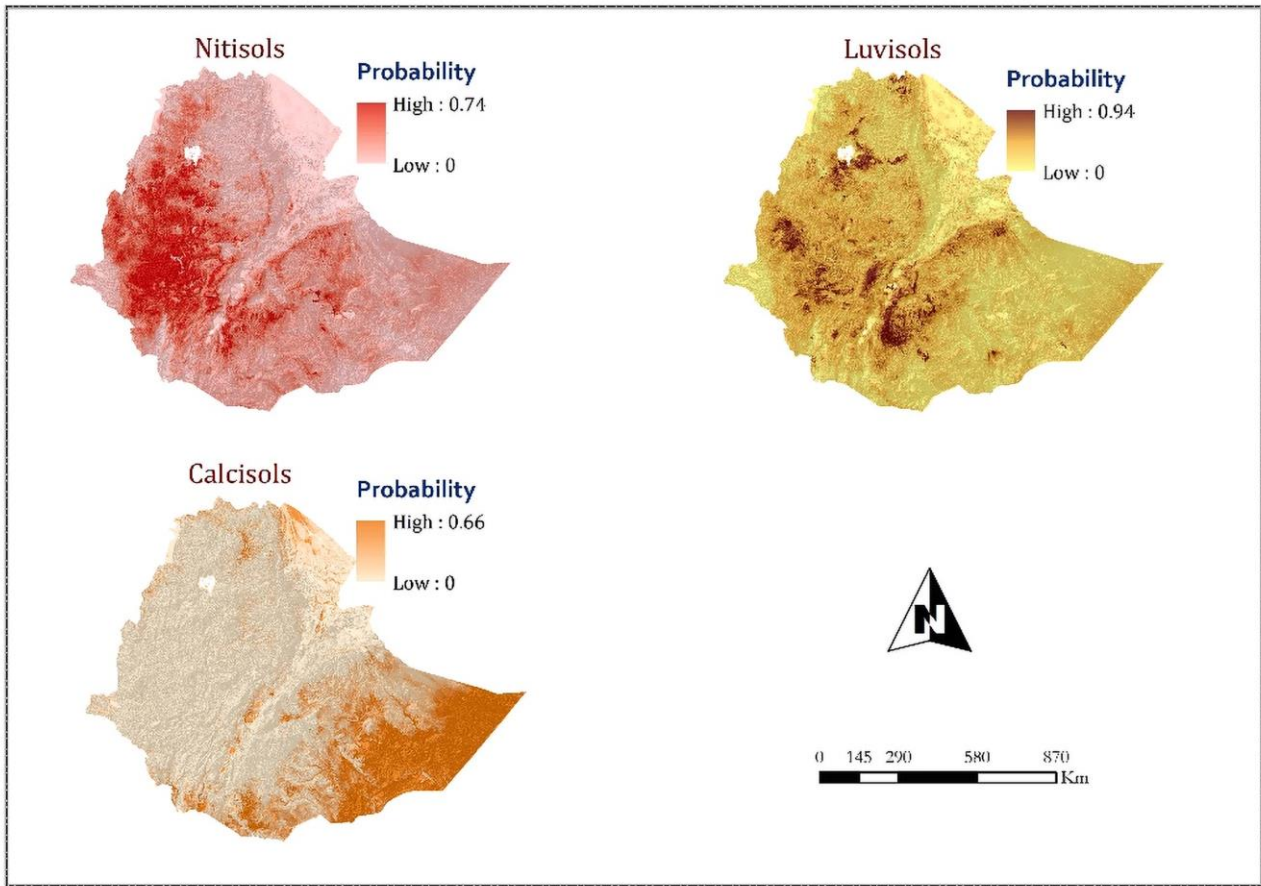 Nitisols
Probability
High : 0.74
Low : 0
Luvisols
Probability
High : 0.94
Low : 0
Calcisols
Probability
High : 0.66
Low : 0
N
0 145 290 580 870
Km